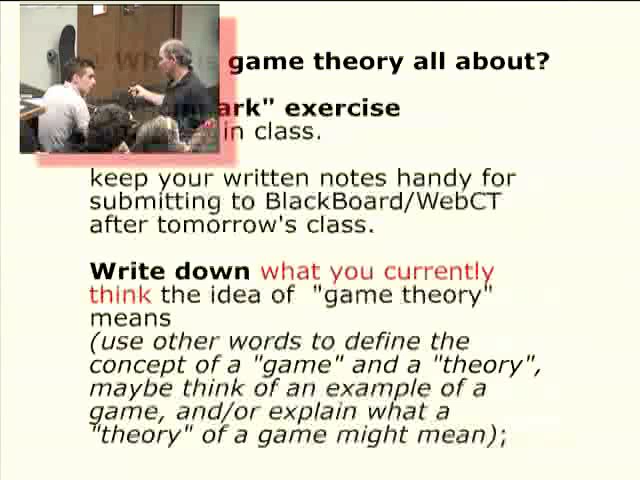 is game theory all about?
ark" exercise
in class.
keep your written notes handy for
submitting to BlackBoard/WebCT
after tomorrow's class.
Write down what you currently
think the idea of "game theory"
means
(use other words to define the
concept of a "game" and a "theory",
maybe think of an example of a
game, and/or explain what a
"theory" of a game might mean);